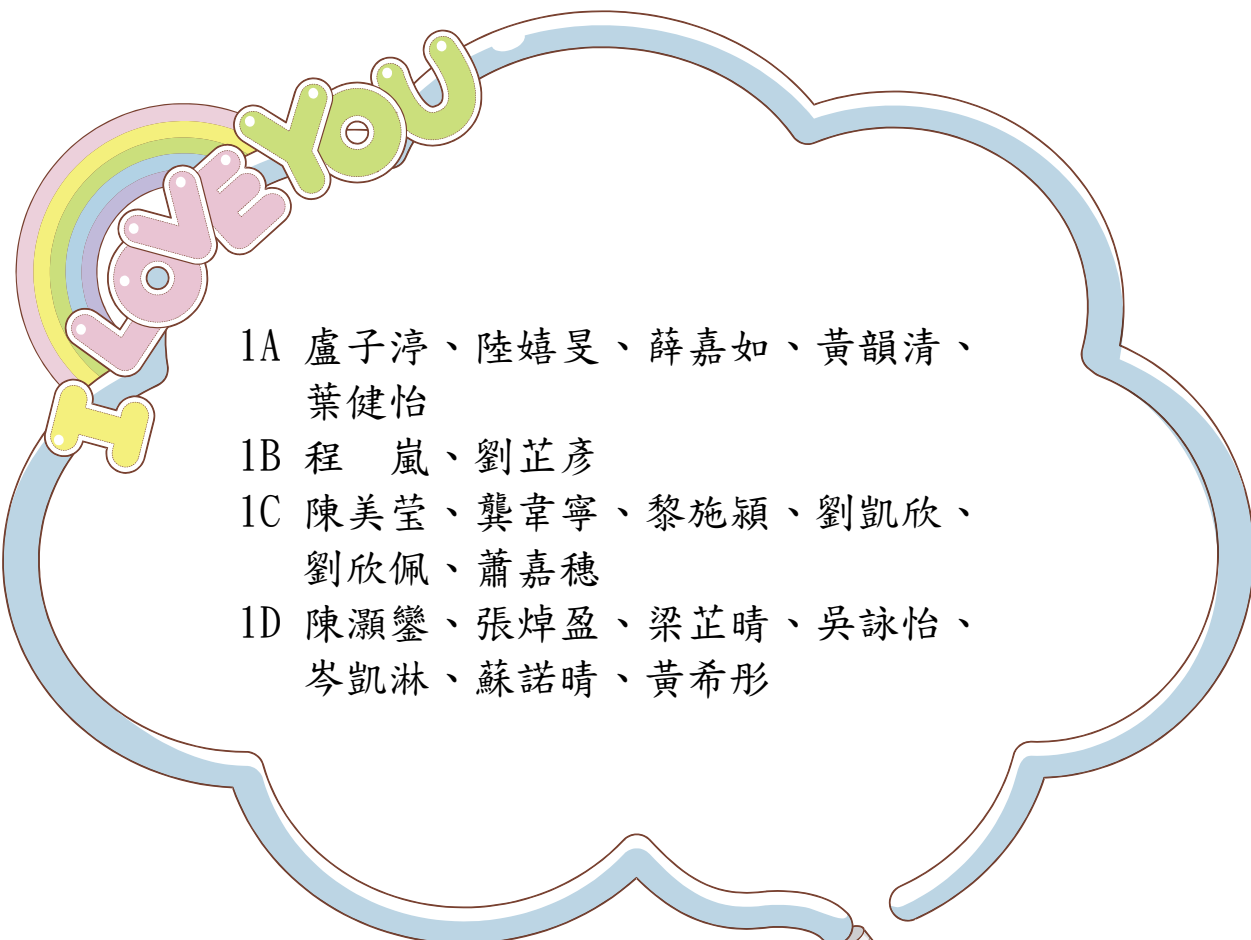 I LOVE YOU
1A 盧子渟、陸嬉旻、薛嘉如、黃韻清、
葉健怡
1B 程　嵐、劉芷彥
1C 陳美莹、龔韋寧、黎施潁、劉凱欣、
劉欣佩、蕭嘉穗
1D 陳灝鑾、張焯盈、梁芷晴、吳詠怡、
岑凱淋、蘇諾晴、黃希彤